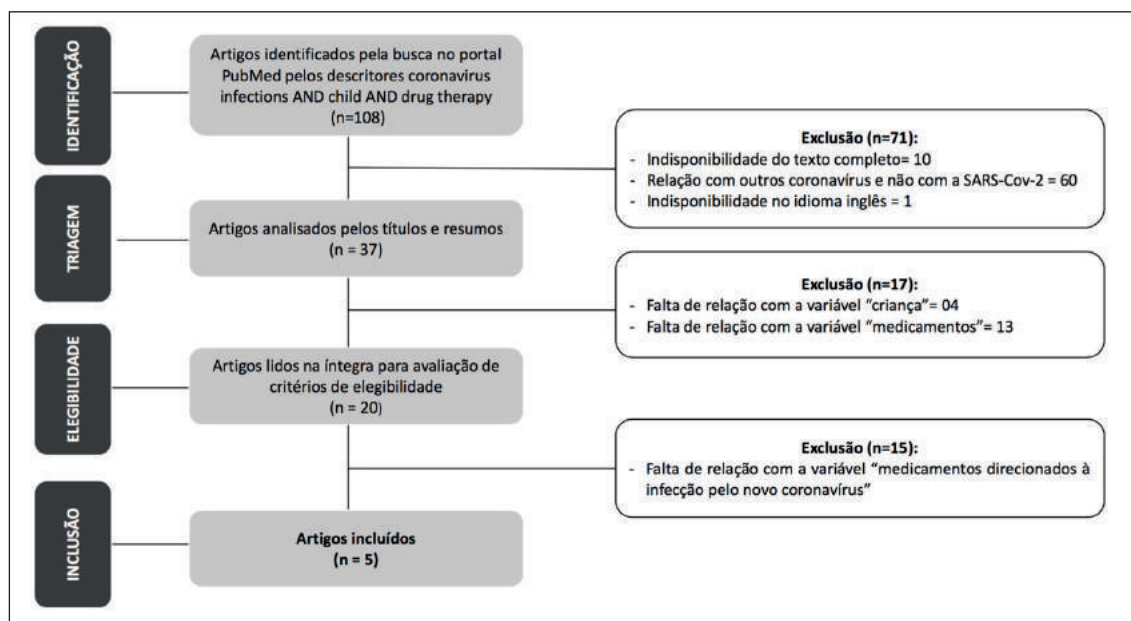 IDENTIFICAÇÃO
Artigos identificados pela busca no portal
PubMed pelos descritores coronavirus
infections AND child AND drug therapy
(n=108)
Exclusão (n=71):
- Indisponibilidade do texto completo= 10
- Relação com outros coronavírus e não com a SARS-Cov-2 = 60
- Indisponibilidade no idioma inglês = 1
TRIAGEM
Artigos analisados pelos títulos e resumos
(n = 37)
Exclusão (n=17):
- Falta de relação com a variável “criança”= 04
- Falta de relação com a variável “medicamentos”= 13
ELEGIBILIDADE
Artigos lidos na íntegra para avaliação de
critérios de elegibilidade
(n = 20)
Exclusão (n=15):
- Falta de relação com a variável “medicamentos direcionados à
infecção pelo novo coronavírus”
INCLUSÃO
Artigos incluídos
(n = 5)